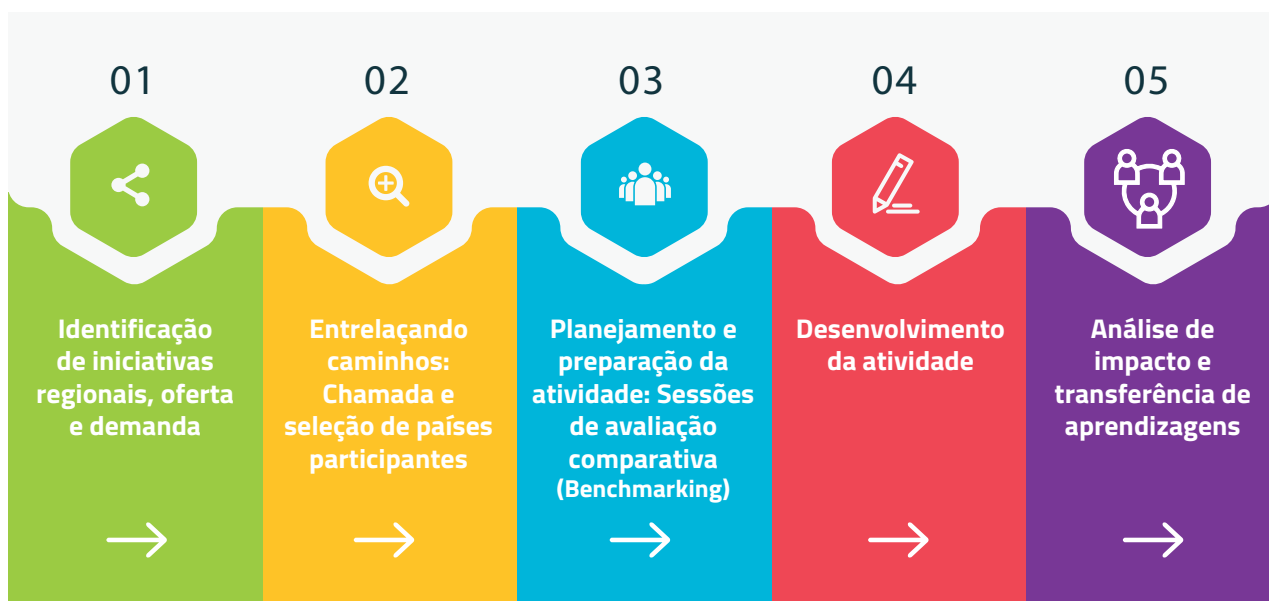 01
Identificação
de iniciativas
regionais, oferta
e demanda
02
Entrelaçando
caminhos:
Chamada e
seleção de países
participantes
03
Planejamento e
preparação da
atividade: Sessões
de avaliação
comparativa
(Benchmarking)
04
Desenvolvimento
da atividade
05
Análise de
impacto e
transferência de
aprendizagens